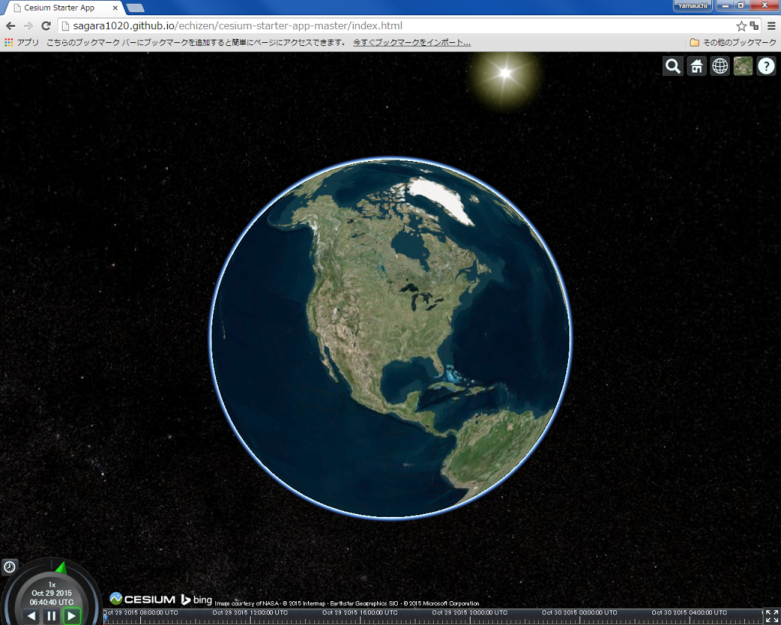 Cesium Starter App
Yamauchi
sagara1020.github.io/echizen/cesium-starter-app-master/index.html
アプリ こちらのブックマーク バーにブックマークを追加すると簡単にページにアクセスできます。 今すぐブックマークをインポート...
その他のブックマーク
?
1x
Oct 29 2015
06:40:40 UTC
CESIUM bing Image courtesy of NASA - © 2015 Intermap - Earthstar Geographics SIO - © 2015 Microsoft Corporation
Oct 29 2015 08:00:00 UTC Oct 29 2015 12:00:00 UTC Oct 29 2015 16:00:00 UTC Oct 29 2015 20:00:00 UTC Oct 30 2015 00:00:00 UTC Oct 30 2015 04:00:00 UTC